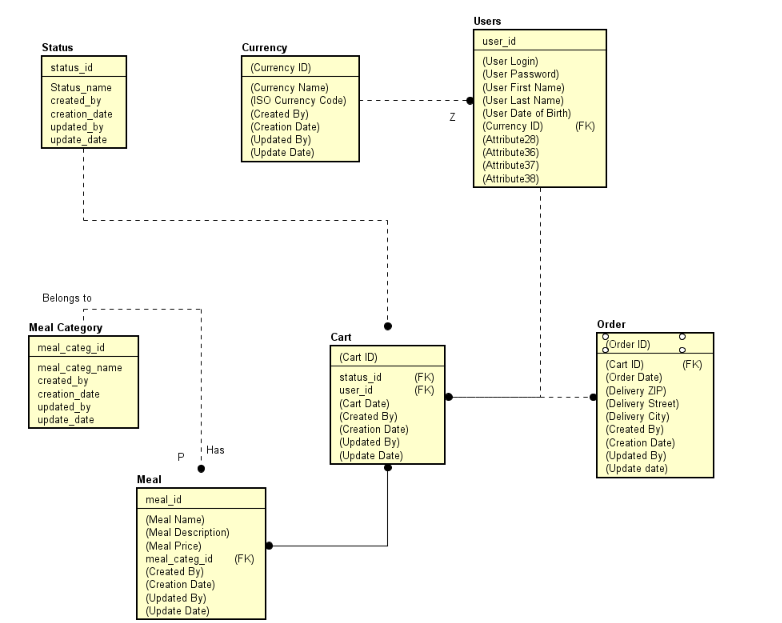 Users
user_id
(User Login)
(User Password)
(User First Name)
(User Last Name)
(User Date of Birth)
(Currency ID) (FK)
(Attribute28)
(Attribute36)
(Attribute37)
(Attribute38)
Status
status_id
Status_name
created_by
creation_date
updated_by
update_date
Currency
(Currency ID)
(Currency Name)
(ISO Currency Code)
(Created By)
(Creation Date)
(Updated By)
(Update Date)
Z
Belongs to
Meal Category
meal_categ_id
meal_categ_name
created_by
creation_date
updated_by
update_date
Cart
(Cart ID)
status_id (FK)
user_id (FK)
(Cart Date)
(Created By)
(Creation Date)
(Updated By)
(Update Date)
Order
(Order ID)
(Cart ID) (FK)
(Order Date)
(Delivery ZIP)
(Delivery Street)
(Delivery City)
(Created By)
(Creation Date)
(Updated By)
(Update date)
Has
P
Meal
meal_id
(Meal Name)
(Meal Description)
(Meal Price)
meal_categ_id (FK)
(Created By)
(Creation Date)
(Updated By)
(Update Date)